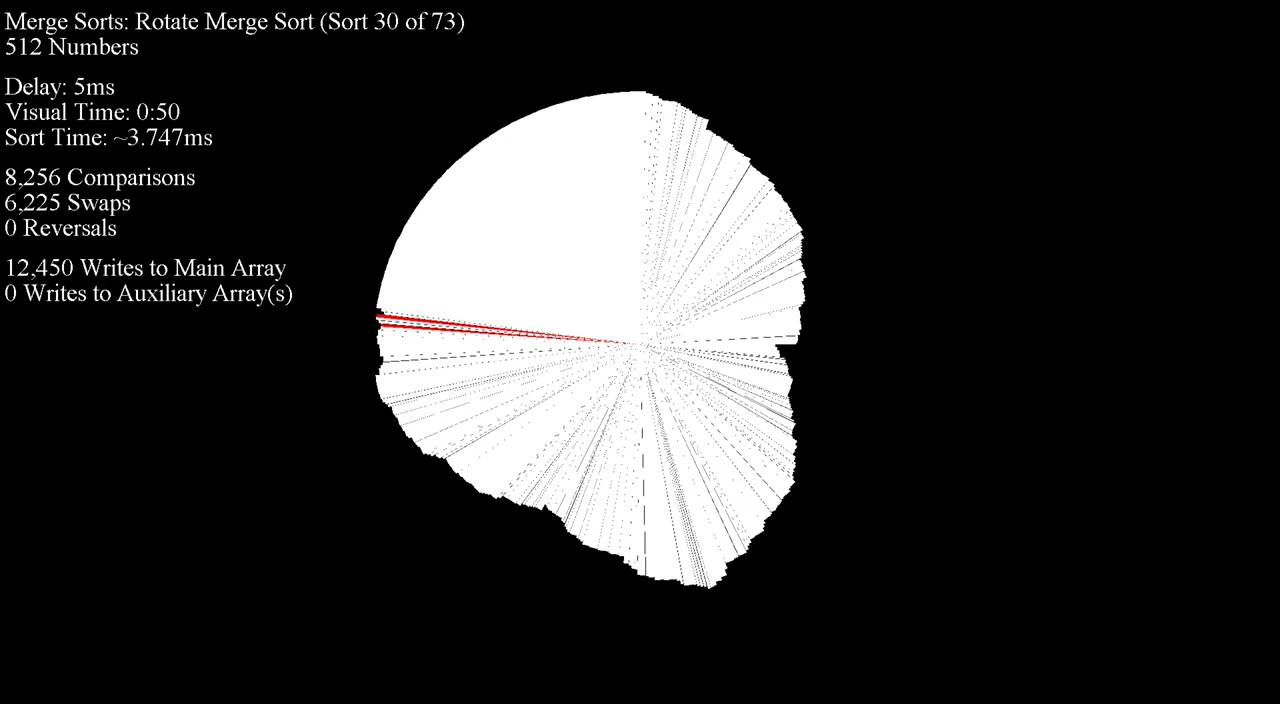 Merge Sorts: Rotate Merge Sort (Sort 30 of 73)
512 Numbers
Delay: 5ms
Visual Time: 0:50
Sort Time: ~3.747ms
8,256 Comparisons
6,225 Swaps
0 Reversals
12,450 Writes to Main Array
0 Writes to Auxiliary Array(s)